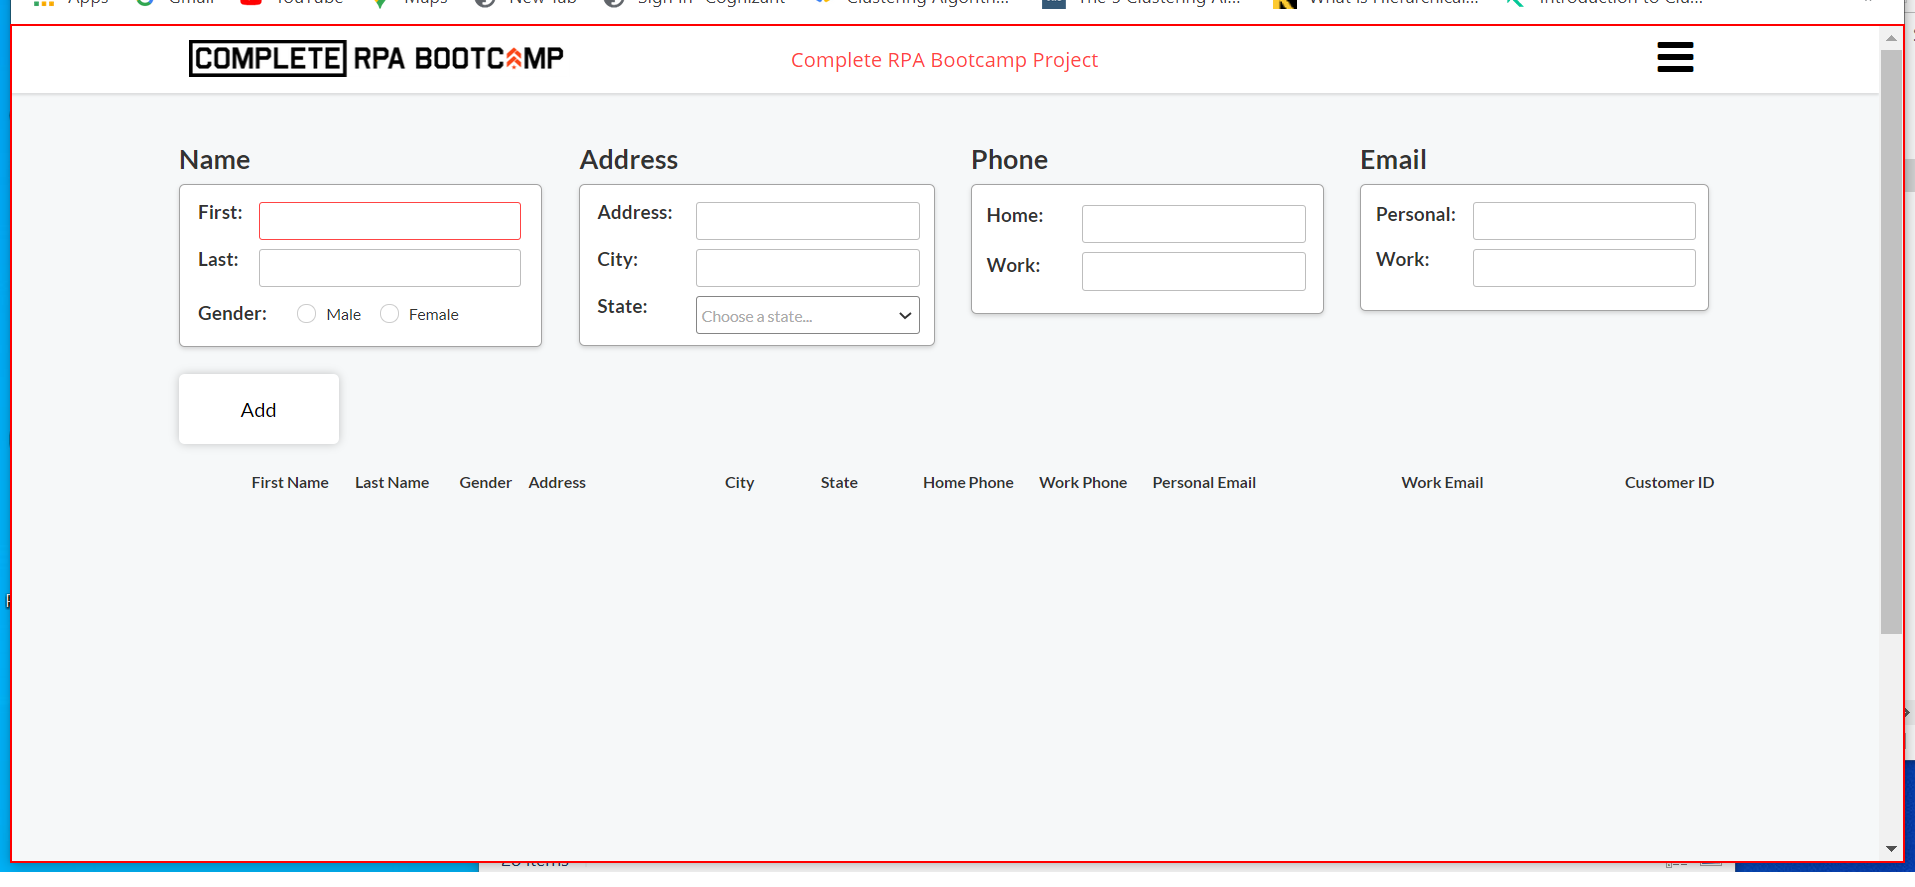 Apps Gmail YouTube Maps New Tab Sign In - Cognizant Clustering Algorithm... The 5 Clustering Al... What is Hierarchical... Introduction to Clu...
COMPLETE RPA BOOTCAMP
Complete RPA Bootcamp Project
Name
First:
Last:
Gender: Male Female
Address
Address:
City:
State: Choose a state...
Phone
Home:
Work:
Email
Personal:
Work:
Add
First Name Last Name Gender Address City State Home Phone Work Phone Personal Email Work Email Customer ID